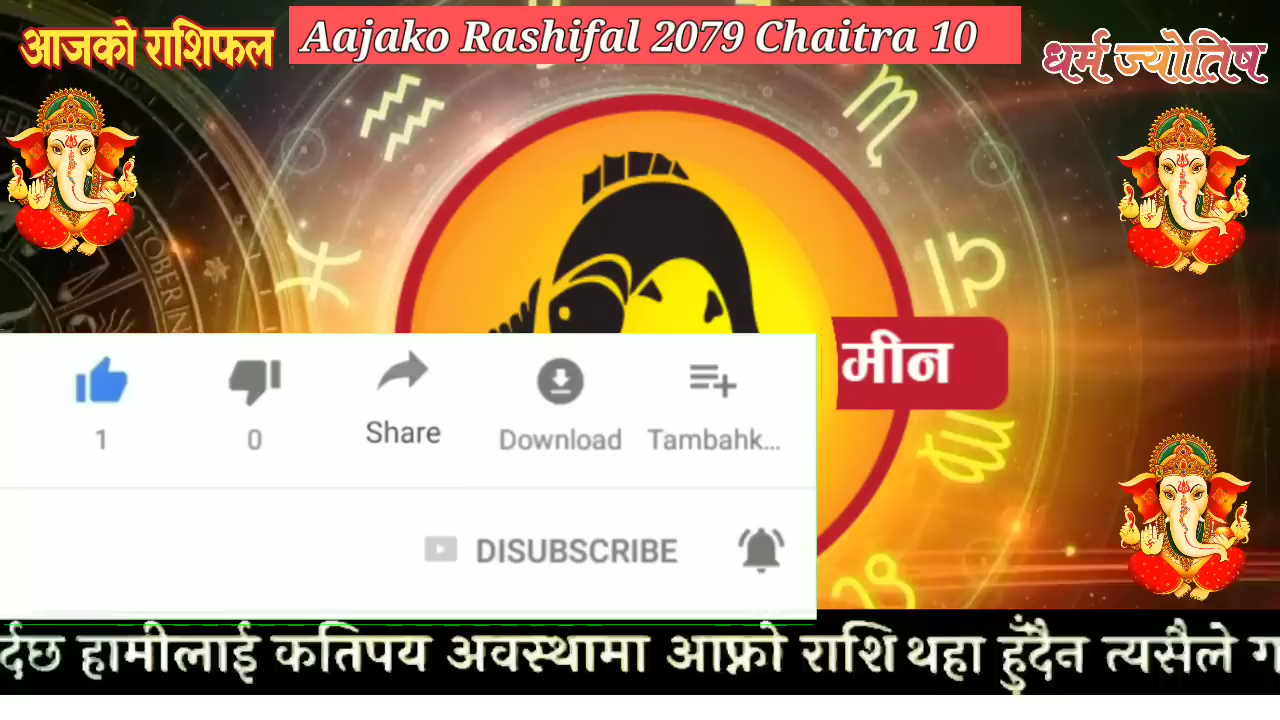 आजको राशिफल
Aajako Rashifal 2079 Chaitra 10
धर्म ज्योतिष
मीन
1
0
Share
Download
Tambahk...
DISUBSCRIBE
हामीलाई कतिपय अवस्थामा आफ्नो राशि थहा हुँदैन त्यसैले